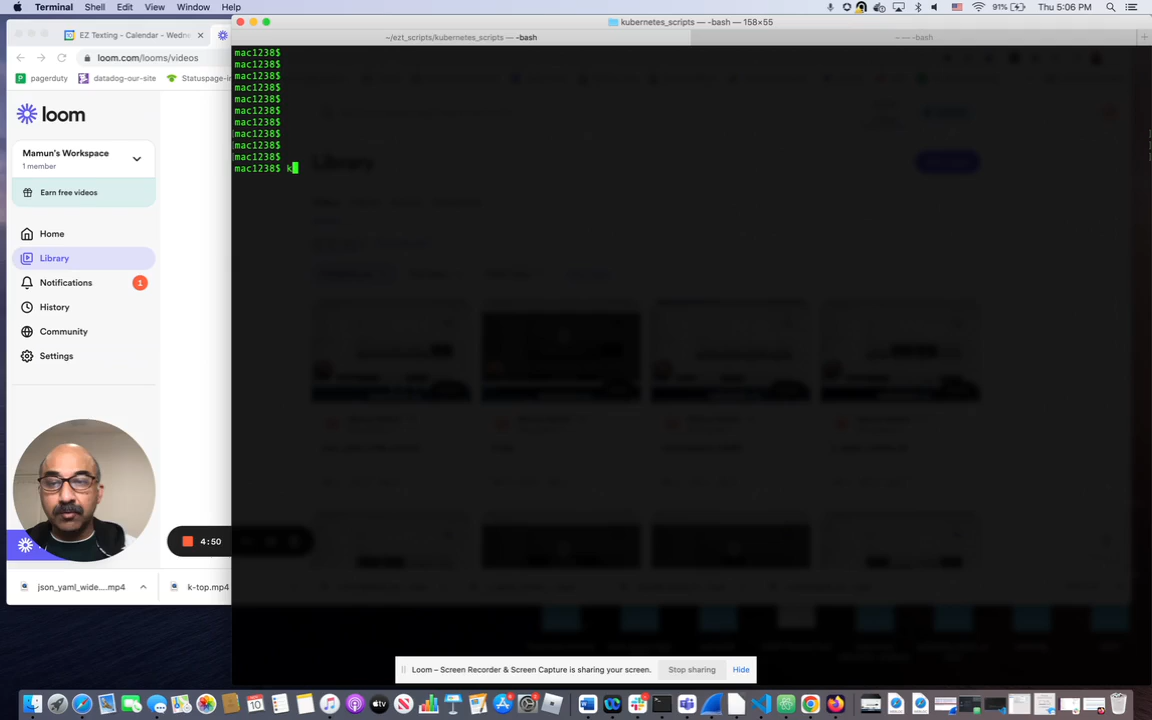 Terminal Shell Edit View Window Help
91% Thu 5:06 PM
kubernetes_scripts — -bash — 158×55
EZ Texting - Calendar - Wedn
~/ezt_scripts/kubernetes_scripts — -bash
loom.com/looms/videos
pagerduty datadog-our-site Statuspage-in
loom
Mamun's Workspace
1 member
Earn free videos
Home
Library
Notifications 1
History
Community
Settings
mac1238$
mac1238$
mac1238$
mac1238$
mac1238$
mac1238$
mac1238$
mac1238$
mac1238$
mac1238$
mac1238$ k
Library
4:50
json_yaml_wide....mp4 k-top.mp4
Loom – Screen Recorder & Screen Capture is sharing your screen. Stop sharing Hide